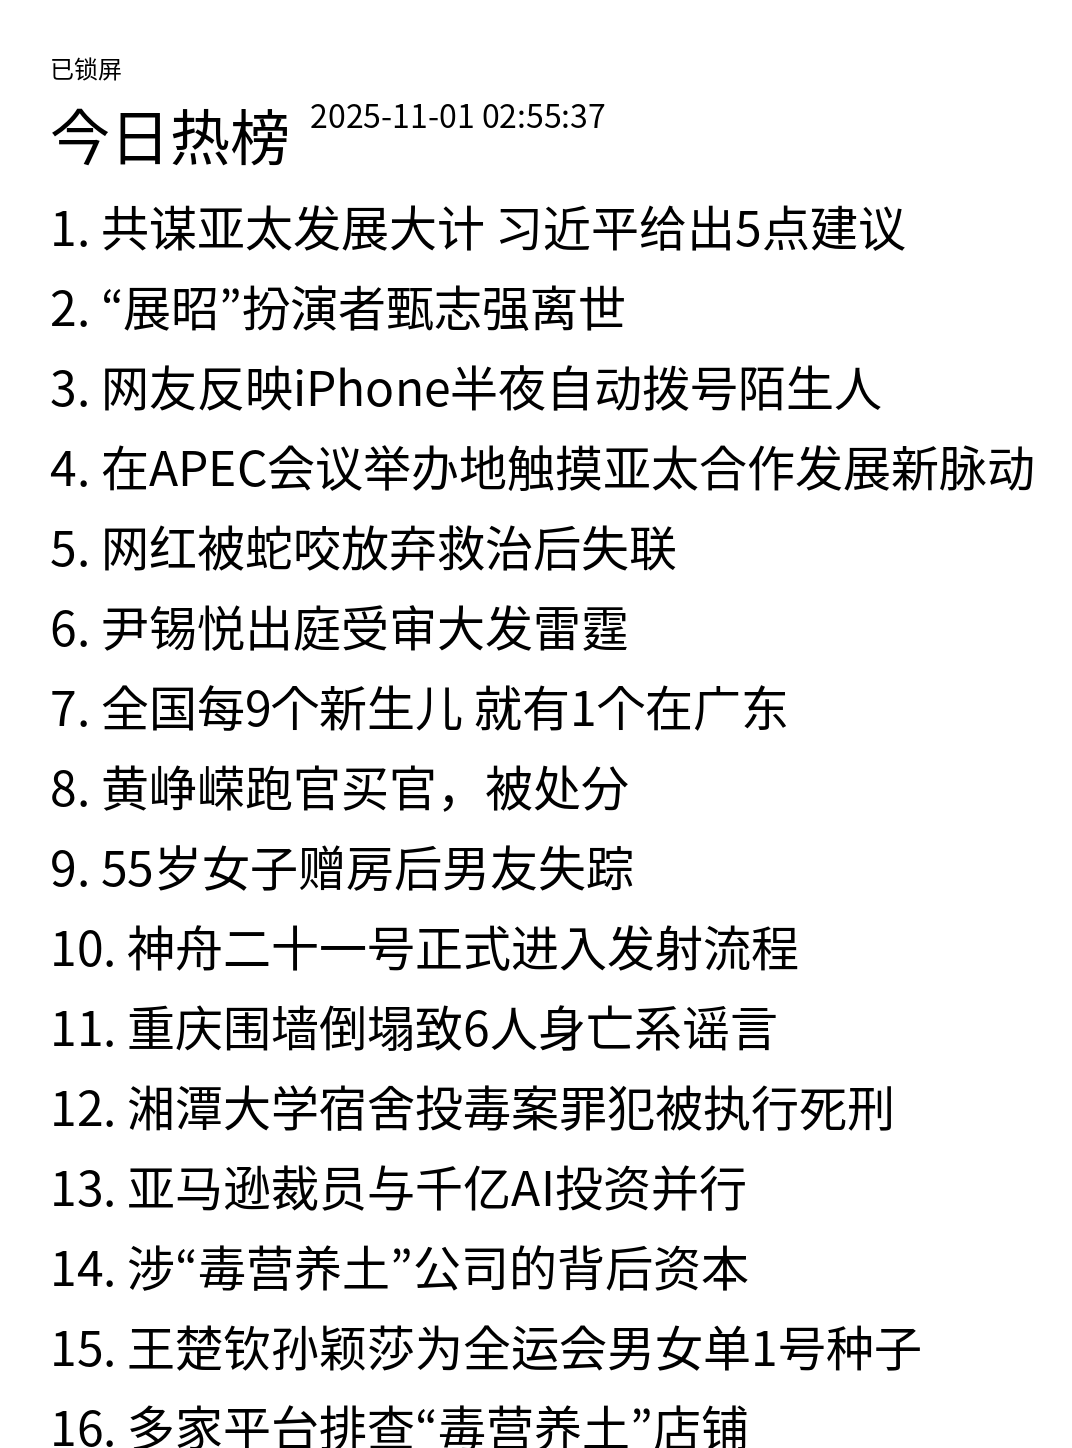 已锁屏
今日热榜 2025-11-01 02:55:37
1. 共谋亚太发展大计 习近平给出5点建议
2. “展昭”扮演者甄志强离世
3. 网友反映iPhone半夜自动拨号陌生人
4. 在APEC会议举办地触摸亚太合作发展新脉动
5. 网红被蛇咬放弃救治后失联
6. 尹锡悦出庭受审大发雷霆
7. 全国每9个新生儿 就有1个在广东
8. 黄峥嵘跑官买官，被处分
9. 55岁女子赠房后男友失踪
10. 神舟二十一号正式进入发射流程
11. 重庆围墙倒塌致6人身亡系谣言
12. 湘潭大学宿舍投毒案罪犯被执行死刑
13. 亚马逊裁员与千亿AI投资并行
14. 涉“毒营养土”公司的背后资本
15. 王楚钦孙颖莎为全运会男女单1号种子
16. 多家平台排查“毒营养土”店铺